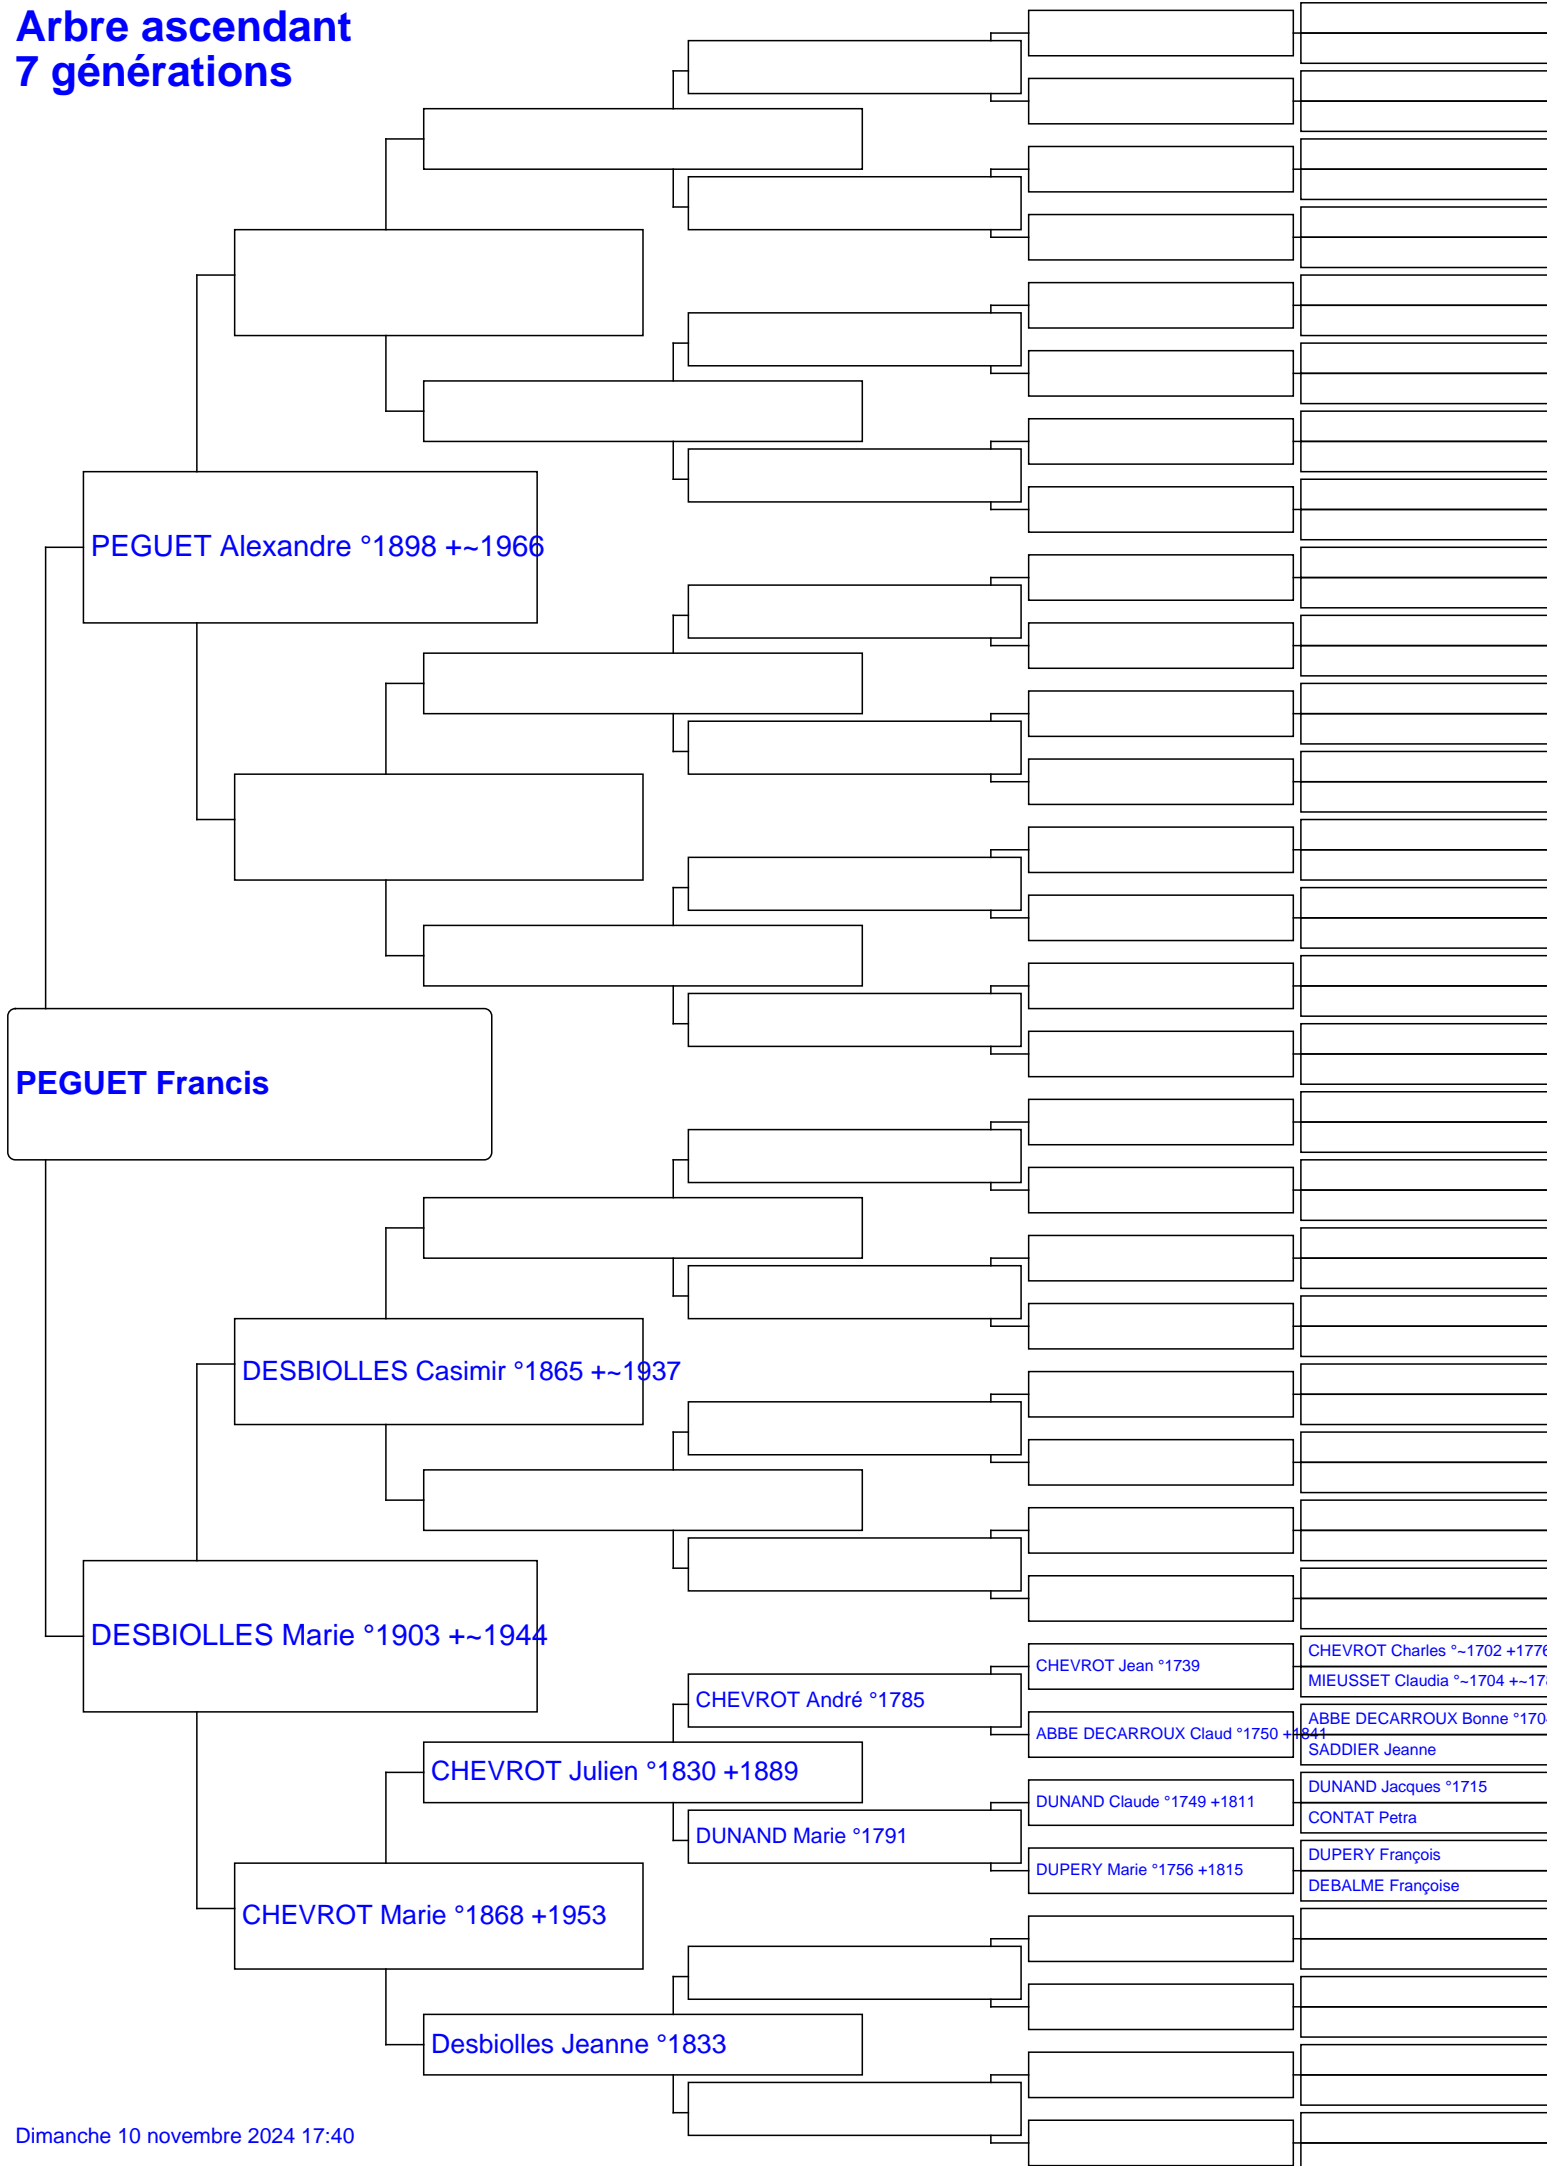 Arbre ascendant
7 générations
PEGUET Alexandre °1898 +~1966
PEGUET Francis
DESBIOLLES Casimir °1865 +~1937
DESBIOLLES Marie °1903 +~1944
CHEVROT Jean °1739
CHEVROT Charles °~1702 +1776
MIEUSSET Claudia °~1704 +~17
CHEVROT André °1785
ABBE DECARROUX Claud °1750 +1841
ABBE DECARROUX Bonne °170
SADDIER Jeanne
CHEVROT Julien °1830 +1889
DUNAND Claude °1749 +1811
DUNAND Jacques °1715
CONTAT Petra
DUNAND Marie °1791
DUPERY Marie °1756 +1815
DUPERY François
DEBALME Françoise
CHEVROT Marie °1868 +1953
Desbiolles Jeanne °1833
Dimanche 10 novembre 2024 17:40